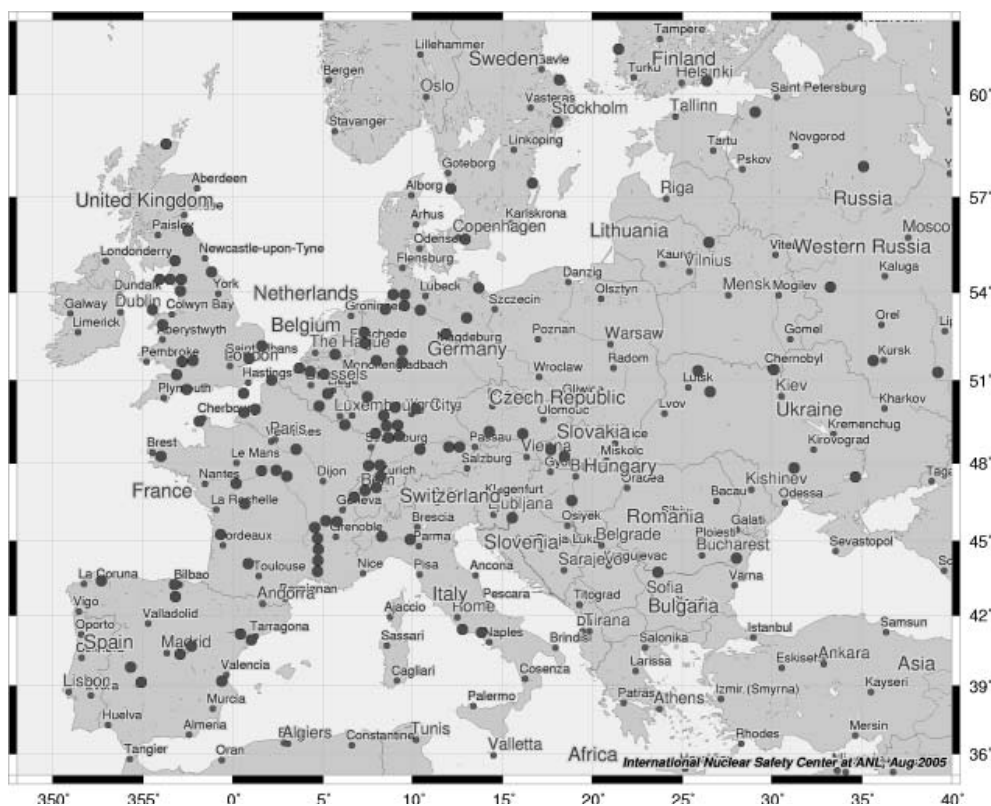 Tampere
Lillehammer
Sweden
Finland
Bergen
Turku
Helsinki
Oslo
Saint Petersburg
60°
Vasteras
Stockholm
Tallinn
Stavanger
Linkoping
Tartu
Novgorod
Goteborg
Pskov
Aberdeen
Alborg
Riga
Russia
57°
United Kingdom
Arhus
Karlskrona
Paisley
Copenhagen
Lithuania
Moscow
Londonderry
Newcastle-upon-Tyne
Odense
Western Russia
Flensburg
Vilnius
Kaluga
Dundalk
York
Danzig
Mensk
Mogilev
54°
Netherlands
Lubeck
Olsztyn
Galway
Dublin
Colwyn Bay
Szczecin
Orel
Limerick
Aberystwyth
Belgium
Magdeburg
Poznan
Warsaw
Gomel
The Hague
Germany
Pembroke
London
Radom
Chernobyl
Kursk
Hastings
Monchengladbach
Wroclaw
Lutsk
51°
Plymouth
Kiev
Czech Republic
Kharkov
Luxembourg City
Olomouc
Lvov
Ukraine
Kremenchug
Paris
Slovakia
Kirovograd
Brest
Passau
Vienna
Miskolc
Le Mans
Salzburg
48°
Nantes
Dijon
Hungary
Kishinev
France
Oradea
Switzerland
Klagenfurt
Bacau
Odessa
La Rochelle
Geneva
Ljubljana
Romania
Grenoble
Brescia
Osiyek
Galati
Belgrade
Ploiesti
Parma
Slovenia
Bucharest
45°
Sevastopol
Toulouse
Nice
Pisa
Ancona
Sarajevo
Varna
La Coruna
Bilbao
Andorra
Sofia
Vigo
Italy
Pescara
Titograd
Bulgaria
Valladolid
Ajaccio
Rome
42°
Oporto
Tarragona
Tirana
Istanbul
Samsun
Spain
Madrid
Sassari
Naples
Brindisi
Salonika
Valencia
Ankara
Asia
Cosenza
Larissa
Lisbon
Cagliari
Kayseri
39°
Murcia
Palermo
Patras
Athens
Izmir (Smyrna)
Huelva
Almeria
Mersin
Tangier
Oran
Algiers
Constantine
Tunis
Valletta
Rhodes
Africa
36°
International Nuclear Safety Center at ANL, Aug 2005
350° 355° 0° 5° 10° 15° 20° 25° 30° 35° 40°